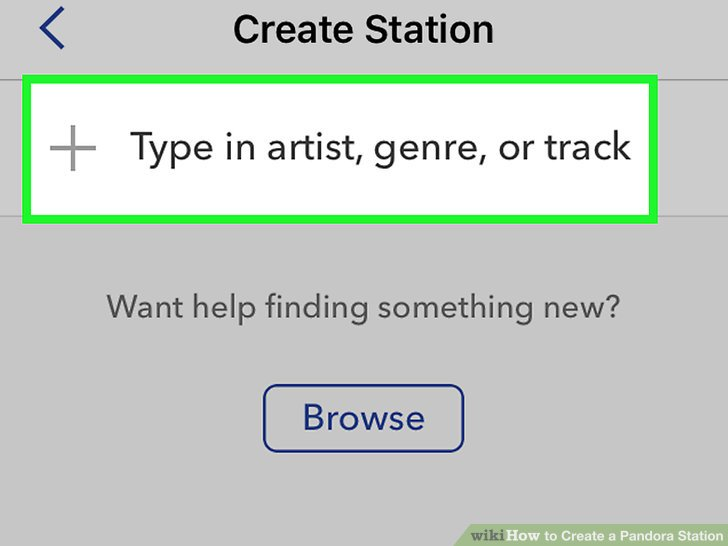 Create Station
Type in artist, genre, or track
Want help finding something new?
Browse
wikiHow to Create a Pandora Station